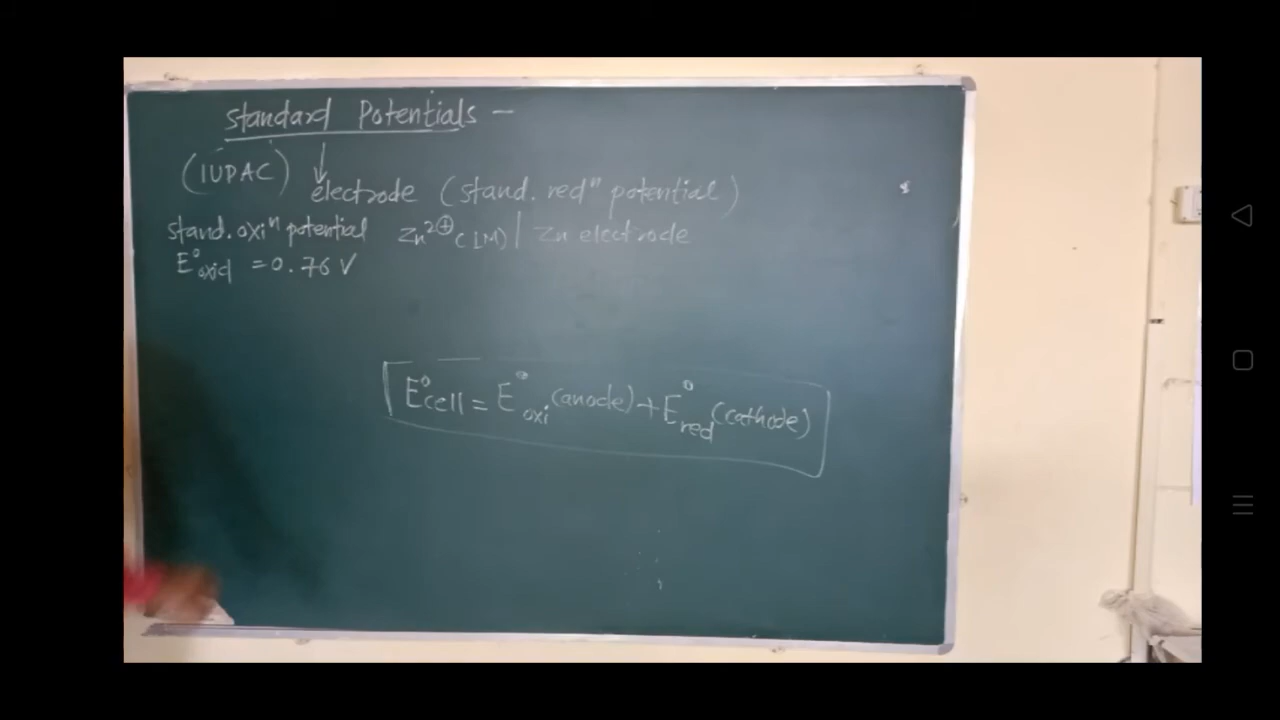 Standard Potentials –
(IUPAC) ↓
electrode (stand. redⁿ potential)
stand. oxiⁿ potential Zn²⊕(1M) | Zn electrode
E°oxid = 0.76 V
E°cell = E°oxi (anode) + E°red (cathode)